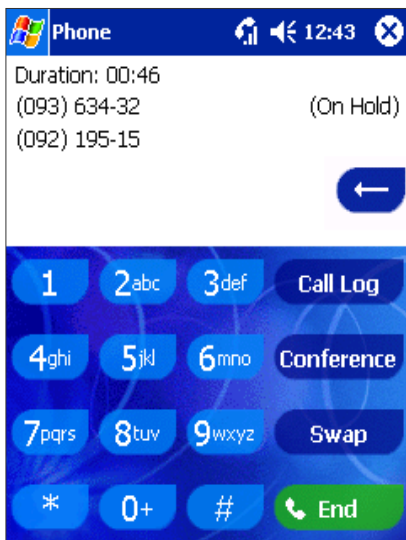 Phone 12:43
Duration: 00:46
(093) 634-32 (On Hold)
(092) 195-15
1 2abc 3def Call Log
4ghi 5jkl 6mno Conference
7pqrs 8tuv 9wxyz Swap
* 0+ # End